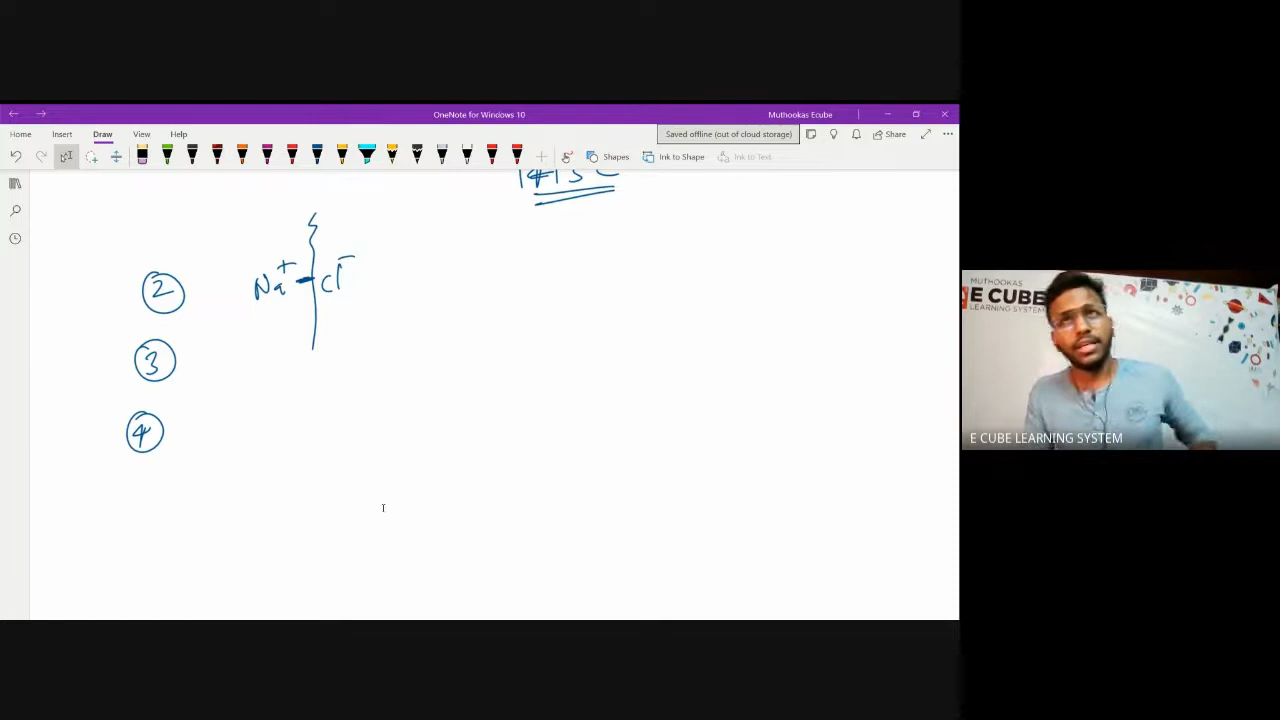 OneNote for Windows 10
Muthookas Ecube
Home Insert Draw View Help
Saved offline (out of cloud storage)
Share
Shapes
Ink to Shape
Ink to Text
Na+ Cl-
2
3
4
MUTHOOKAS
E CUBE
LEARNING SYSTEM
E CUBE LEARNING SYSTEM